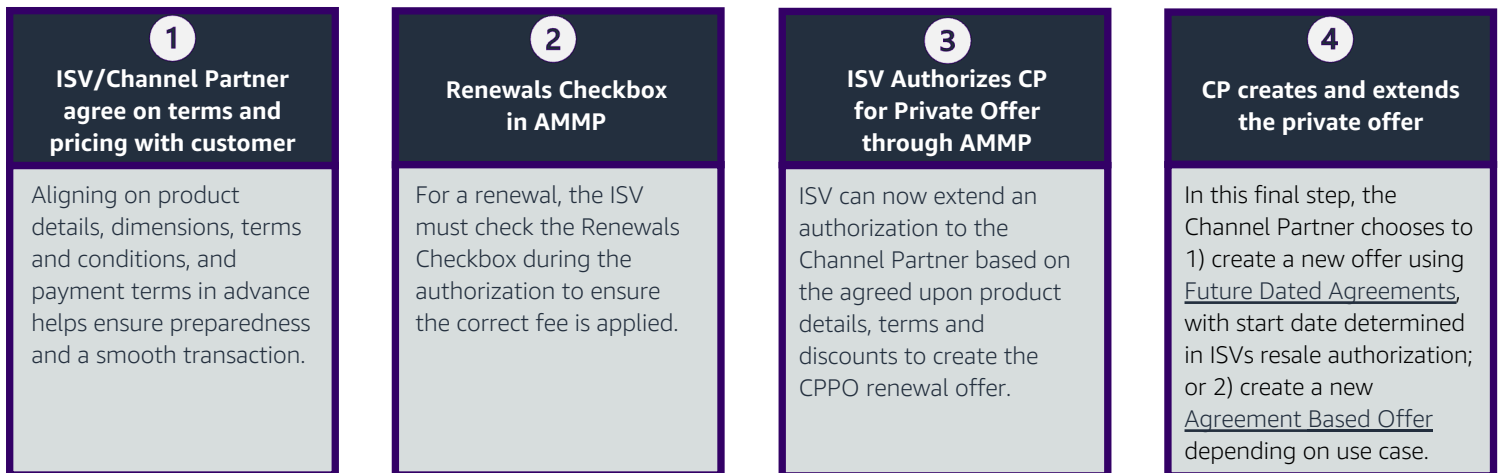 1
ISV/Channel Partner
agree on terms and
pricing with customer
Aligning on product
details, dimensions, terms
and conditions, and
payment terms in advance
helps ensure preparedness
and a smooth transaction.
2
Renewals Checkbox
in AMMP
For a renewal, the ISV
must check the Renewals
Checkbox during the
authorization to ensure
the correct fee is applied.
3
ISV Authorizes CP
for Private Offer
through AMMP
ISV can now extend an
authorization to the
Channel Partner based on
the agreed upon product
details, terms and
discounts to create the
CPPO renewal offer.
4
CP creates and extends
the private offer
In this final step, the
Channel Partner chooses to
1) create a new offer using
Future Dated Agreements,
with start date determined
in ISVs resale authorization;
or 2) create a new
Agreement Based Offer
depending on use case.